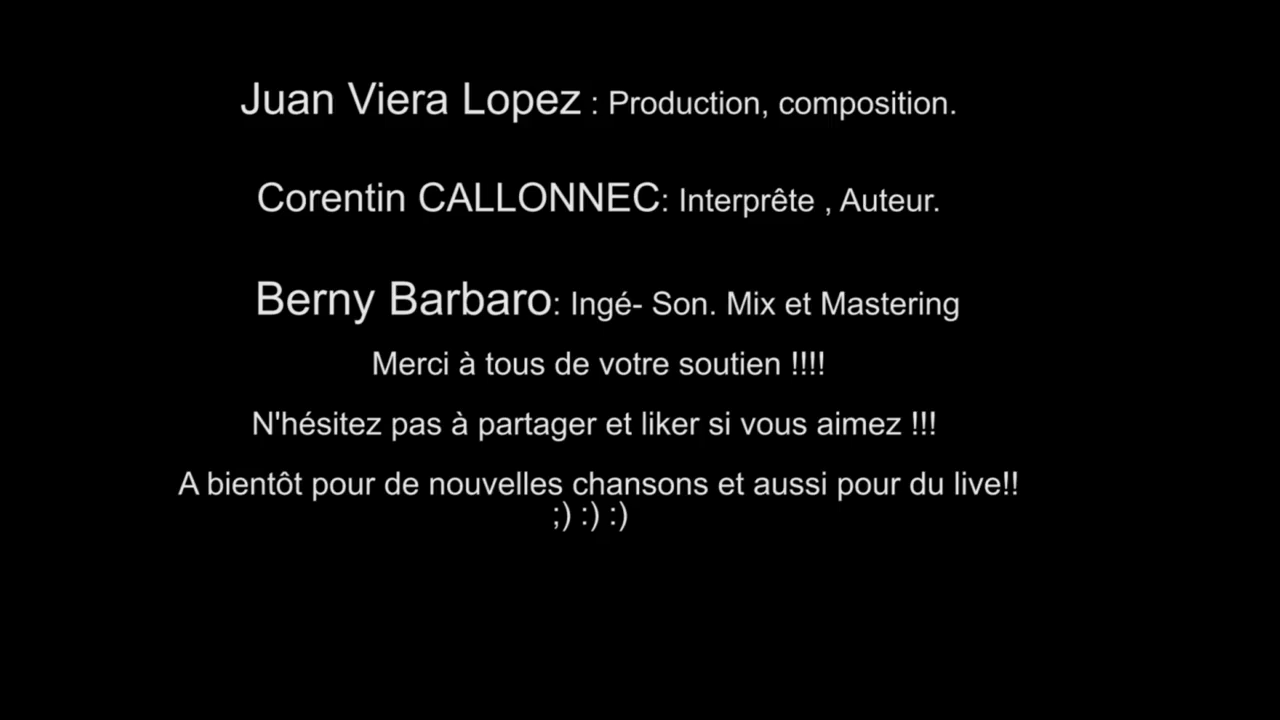 Juan Viera Lopez : Production, composition.
Corentin CALLONNEC: Interprête , Auteur.
Berny Barbaro: Ingé- Son. Mix et Mastering
Merci à tous de votre soutien !!!!
N'hésitez pas à partager et liker si vous aimez !!!
A bientôt pour de nouvelles chansons et aussi pour du live!!
;) :) :)